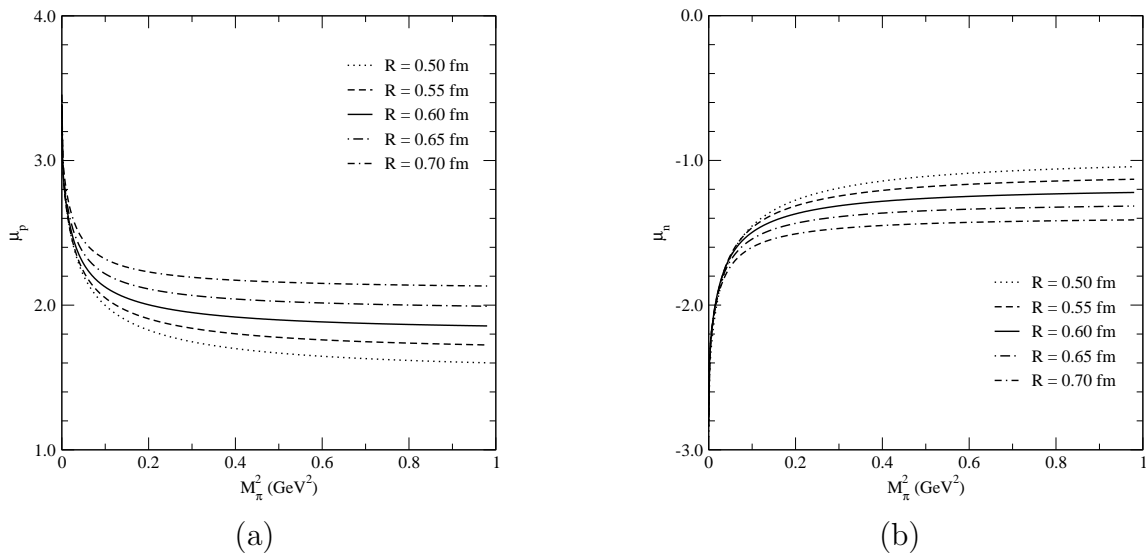 4.0
3.0
2.0
1.0
μp
0
0.2
0.4
0.6
0.8
1
M²π (GeV²)
R = 0.50 fm
R = 0.55 fm
R = 0.60 fm
R = 0.65 fm
R = 0.70 fm
(a)
0.0
-1.0
-2.0
-3.0
μn
0
0.2
0.4
0.6
0.8
1
M²π (GeV²)
R = 0.50 fm
R = 0.55 fm
R = 0.60 fm
R = 0.65 fm
R = 0.70 fm
(b)